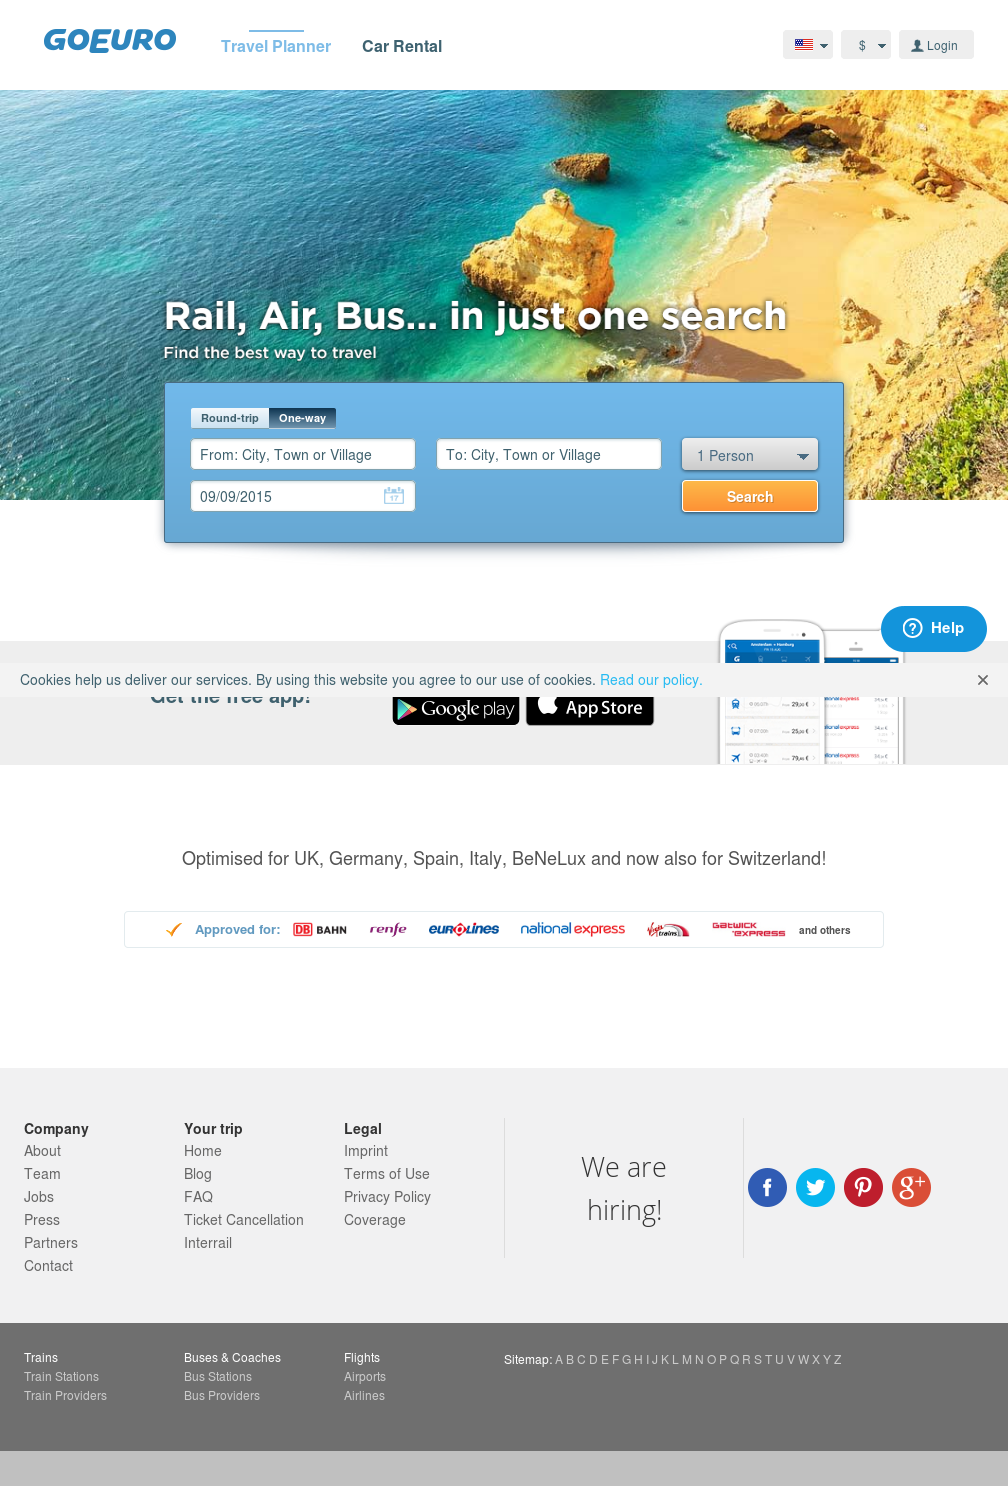 GOEURO
Travel Planner
Car Rental
$
Login
Rail, Air, Bus... in just one search
Find the best way to travel
Round-trip
One-way
From: City, Town or Village
To: City, Town or Village
1 Person
09/09/2015
17
Search
Help
Cookies help us deliver our services. By using this website you agree to our use of cookies. Read our policy.
Get the free app!
Google play
App Store
Optimised for UK, Germany, Spain, Italy, BeNeLux and now also for Switzerland!
Approved for:
DB BAHN
renfe
EUROLINES
national express
Virgin trains
Gatwick Express
and others
Company
About
Team
Jobs
Press
Partners
Contact
Your trip
Home
Blog
FAQ
Ticket Cancellation
Interrail
Legal
Imprint
Terms of Use
Privacy Policy
Coverage
We are
hiring!
Trains
Train Stations
Train Providers
Buses & Coaches
Bus Stations
Bus Providers
Flights
Airports
Airlines
Sitemap: A B C D E F G H I J K L M N O P Q R S T U V W X Y Z